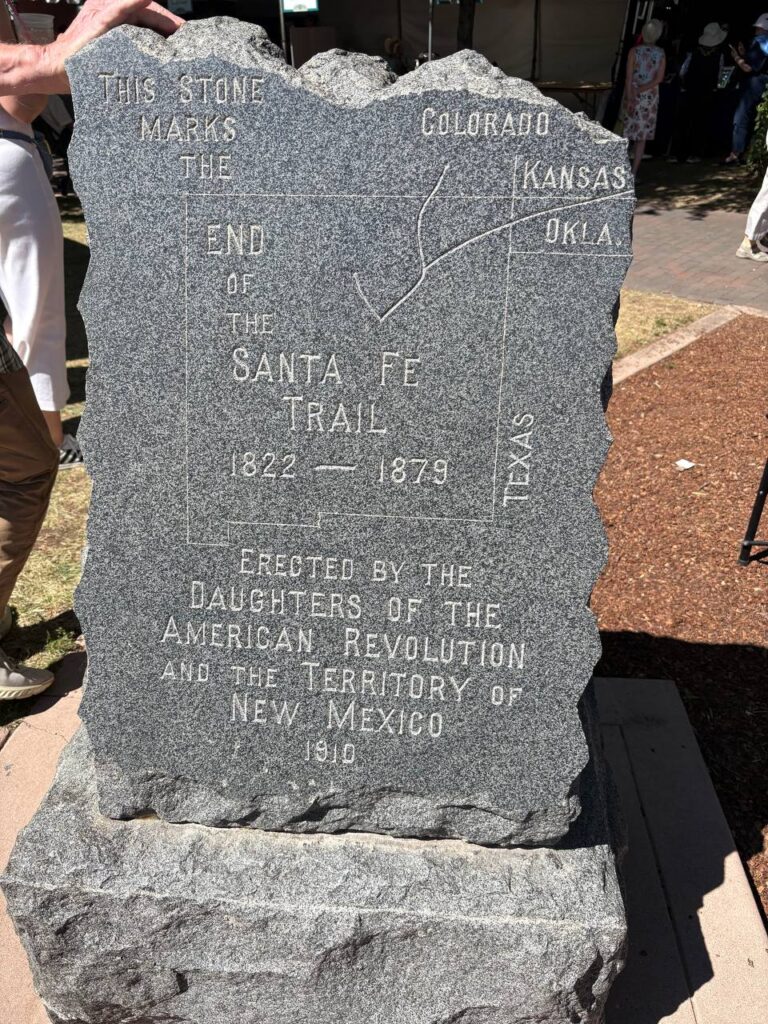 THIS STONE
MARKS
THE
COLORADO
KANSAS
OKLA.
END
OF
THE
SANTA FE
TRAIL
1822 — 1879
TEXAS
ERECTED BY THE
DAUGHTERS OF THE
AMERICAN REVOLUTION
AND THE TERRITORY OF
NEW MEXICO
1910